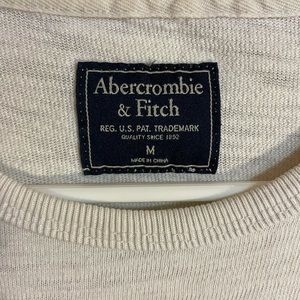 Abercrombie
& Fitch
REG. U.S. PAT. TRADEMARK
QUALITY SINCE 1892
M
MADE IN CHINA